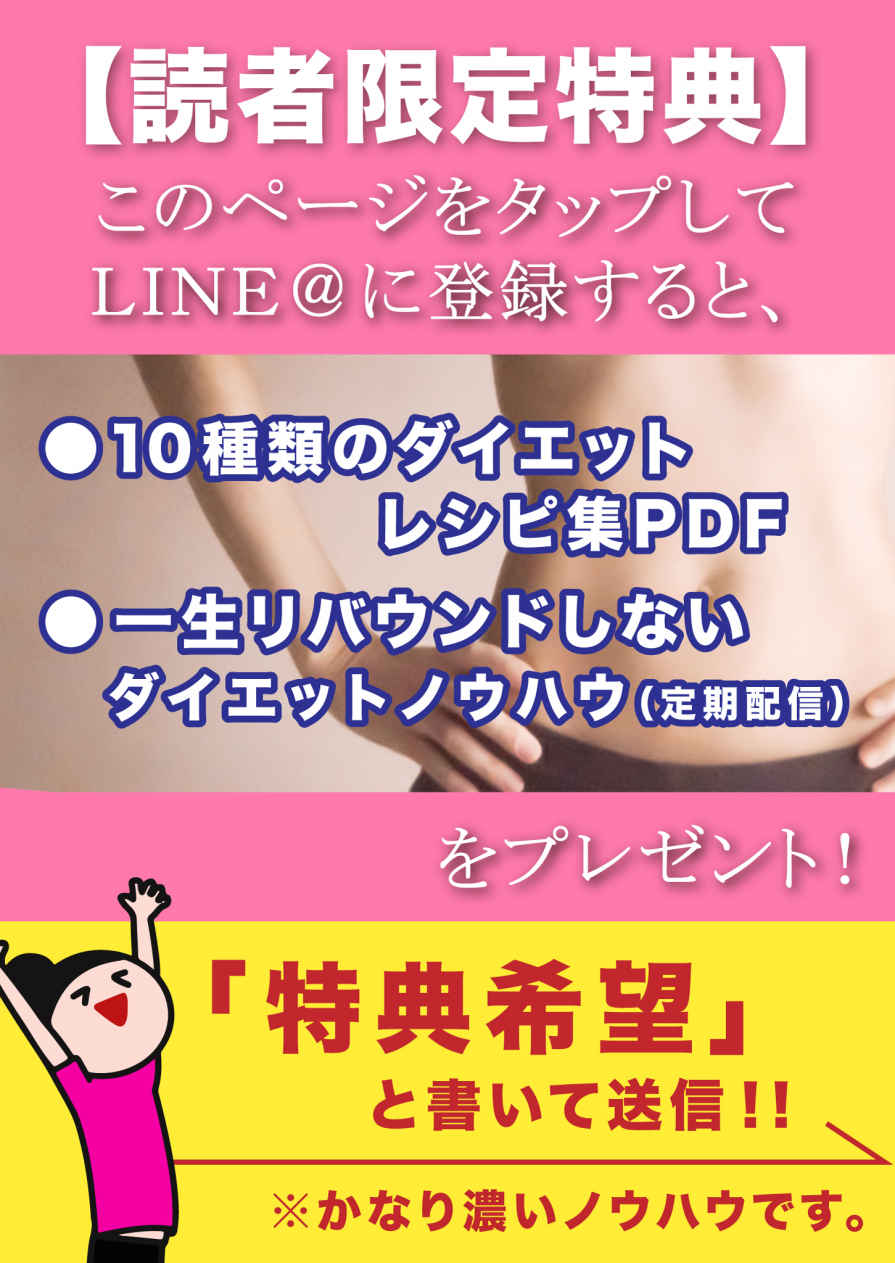 【読者限定特典】
このページをタップして
LINE@に登録すると、
●10種類のダイエット
レシピ集PDF
●一生リバウンドしない
ダイエットノウハウ(定期配信)
をプレゼント!
「特典希望」
と書いて送信!!
※かなり濃いノウハウです。